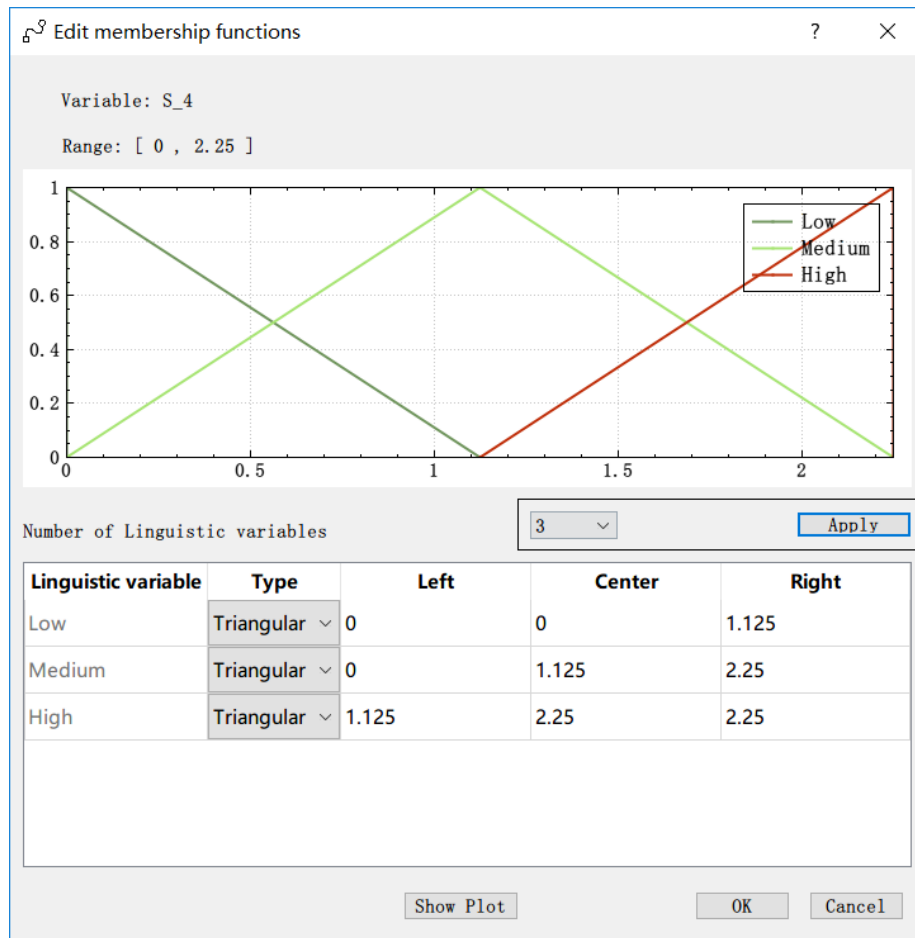 Edit membership functions ?
Variable: S_4
Range: [ 0 , 2.25 ]
1
0.8
0.6
0.4
0.2
0
0 0.5 1 1.5 2
Low
Medium
High
Number of Linguistic variables 3 Apply
Linguistic variable Type Left Center Right
Low Triangular 0 0 1.125
Medium Triangular 0 1.125 2.25
High Triangular 1.125 2.25 2.25
Show Plot OK Cancel